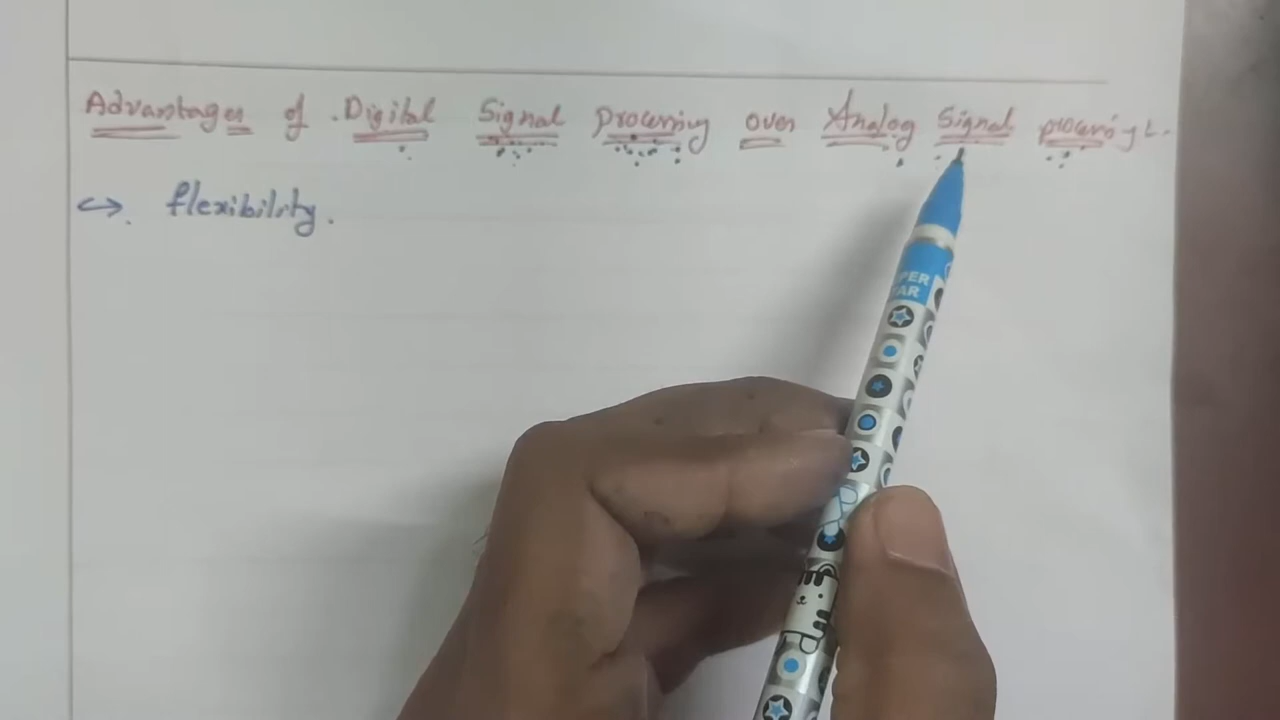 Advantages of Digital Signal processing over Analog Signal processing.
↔ flexibility.